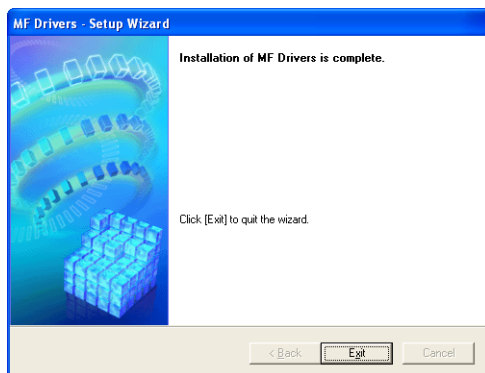 MF Drivers - Setup Wizard
Installation of MF Drivers is complete.
Click [Exit] to quit the wizard.
< Back
Exit
Cancel